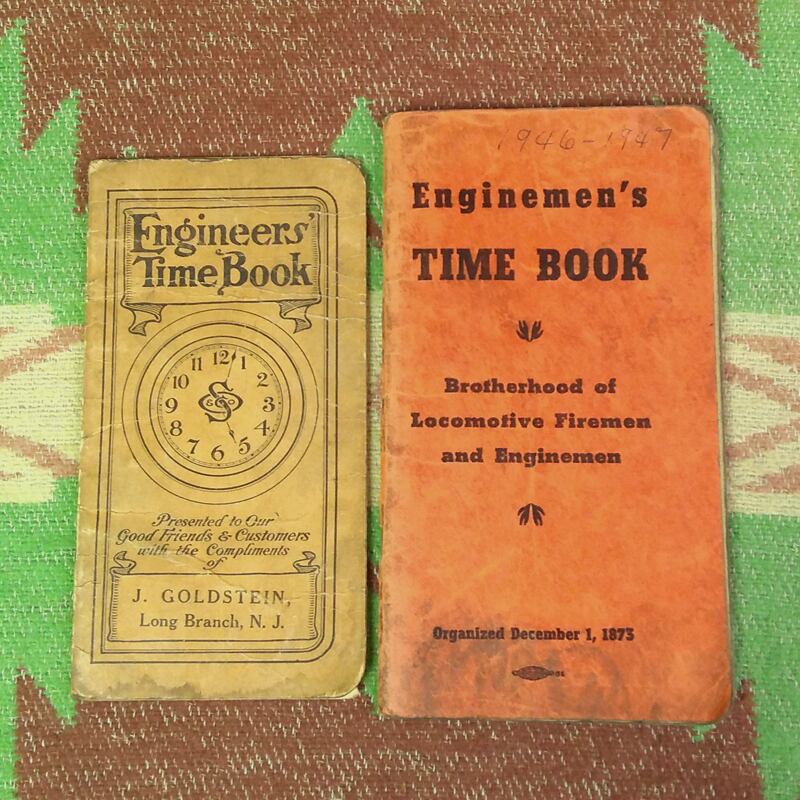 Engineers'
Time Book
12
1
2
3
4
5
6
7
8
9
10
11
S
& CO
Presented to Our
Good Friends & Customers
with the Compliments
of
J. GOLDSTEIN,
Long Branch, N. J.
1946-1947
Enginemen's
TIME BOOK
Brotherhood of
Locomotive Firemen
and Enginemen
Organized December 1, 1873